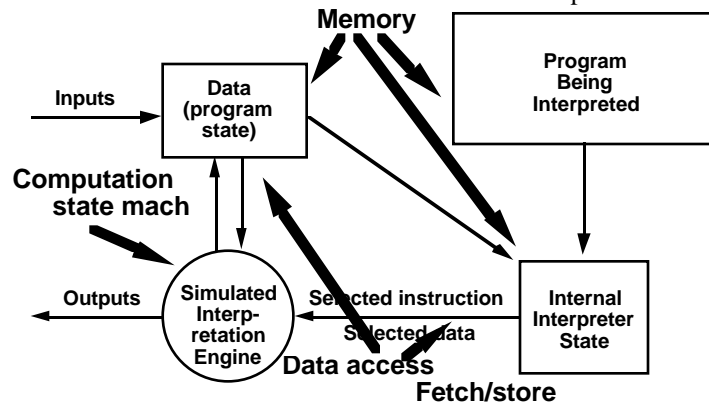 Memory
Data
(program
state)
Program
Being
Interpreted
Inputs
Computation
state mach
Outputs
Simulated
Interp-
retation
Engine
Selected instruction
Selected data
Internal
Interpreter
State
Data access
Fetch/store